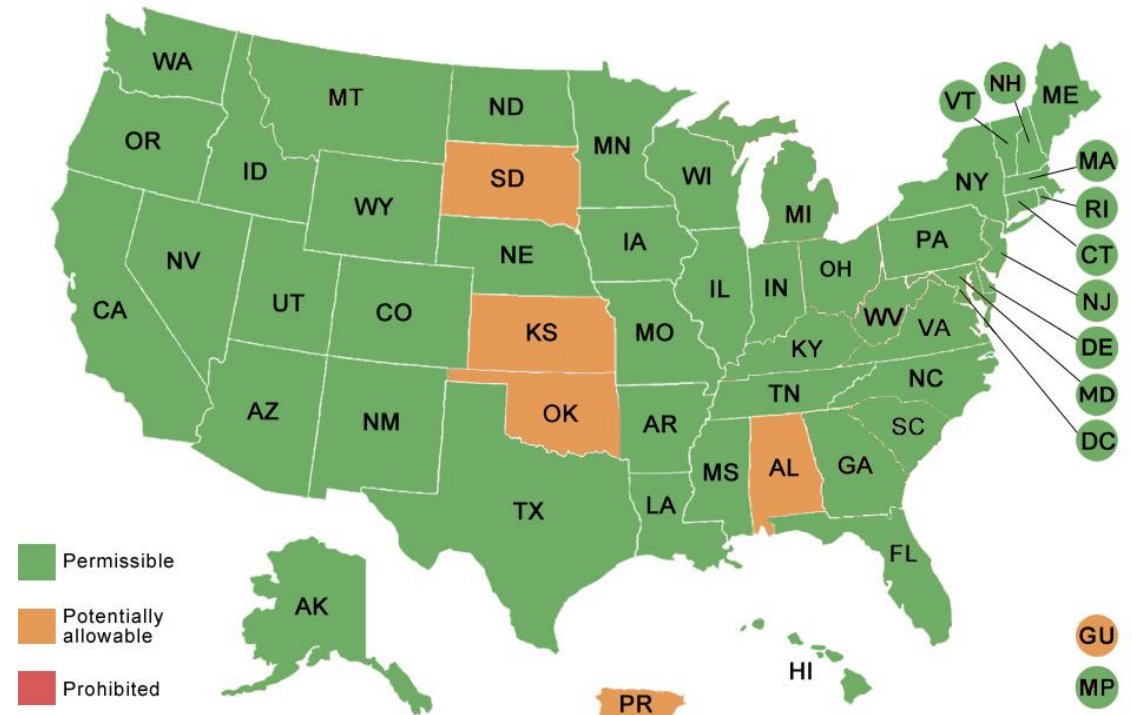 WA
MT
ND
MN
OR
ID
WY
SD
WI
MI
NY
VT
NH
ME
MA
RI
CT
NJ
DE
MD
DC
NV
UT
CO
NE
IA
IL
IN
OH
PA
CA
KS
MO
KY
WV
VA
AZ
NM
OK
AR
TN
NC
SC
TX
LA
MS
AL
GA
FL
AK
HI
PR
GU
MP
Permissible
Potentially
allowable
Prohibited